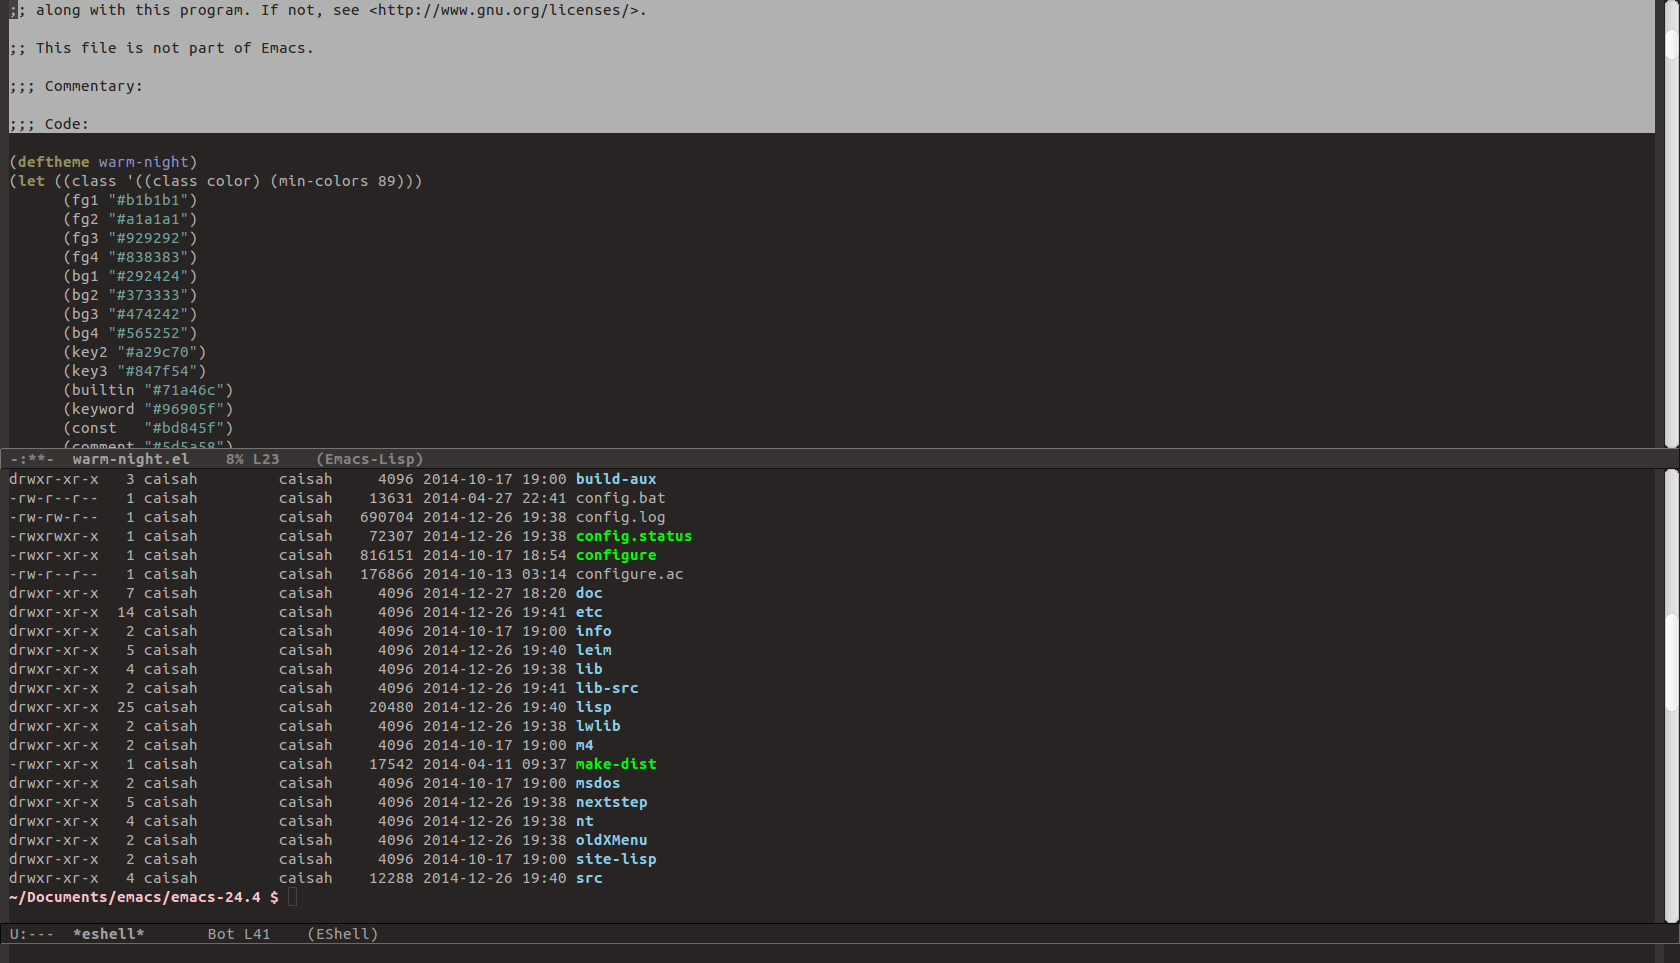 ;; along with this program. If not, see <http://www.gnu.org/licenses/>.
;; This file is not part of Emacs.
;;; Commentary:
;;; Code:
(deftheme warm-night)
(let ((class '((class color) (min-colors 89)))
      (fg1 "#b1b1b1")
      (fg2 "#a1a1a1")
      (fg3 "#929292")
      (fg4 "#838383")
      (bg1 "#292424")
      (bg2 "#373333")
      (bg3 "#474242")
      (bg4 "#565252")
      (key2 "#a29c70")
      (key3 "#847f54")
      (builtin "#71a46c")
      (keyword "#96905f")
      (const   "#bd845f")
      (comment "#5d5a58")
-:**-  warm-night.el    8% L23    (Emacs-Lisp)
drwxr-xr-x   3 caisah         caisah     4096 2014-10-17 19:00 build-aux
-rw-r--r--   1 caisah         caisah    13631 2014-04-27 22:41 config.bat
-rw-rw-r--   1 caisah         caisah   690704 2014-12-26 19:38 config.log
-rwxrwxr-x   1 caisah         caisah    72307 2014-12-26 19:38 config.status
-rwxr-xr-x   1 caisah         caisah   816151 2014-10-17 18:54 configure
-rw-r--r--   1 caisah         caisah   176866 2014-10-13 03:14 configure.ac
drwxr-xr-x   7 caisah         caisah     4096 2014-12-27 18:20 doc
drwxr-xr-x  14 caisah         caisah     4096 2014-12-26 19:41 etc
drwxr-xr-x   2 caisah         caisah     4096 2014-10-17 19:00 info
drwxr-xr-x   5 caisah         caisah     4096 2014-12-26 19:40 leim
drwxr-xr-x   4 caisah         caisah     4096 2014-12-26 19:38 lib
drwxr-xr-x   2 caisah         caisah     4096 2014-12-26 19:41 lib-src
drwxr-xr-x  25 caisah         caisah    20480 2014-12-26 19:40 lisp
drwxr-xr-x   2 caisah         caisah     4096 2014-12-26 19:38 lwlib
drwxr-xr-x   2 caisah         caisah     4096 2014-10-17 19:00 m4
-rwxr-xr-x   1 caisah         caisah    17542 2014-04-11 09:37 make-dist
drwxr-xr-x   2 caisah         caisah     4096 2014-10-17 19:00 msdos
drwxr-xr-x   5 caisah         caisah     4096 2014-12-26 19:38 nextstep
drwxr-xr-x   4 caisah         caisah     4096 2014-12-26 19:38 nt
drwxr-xr-x   2 caisah         caisah     4096 2014-12-26 19:38 oldXMenu
drwxr-xr-x   2 caisah         caisah     4096 2014-10-17 19:00 site-lisp
drwxr-xr-x   4 caisah         caisah    12288 2014-12-26 19:40 src
~/Documents/emacs/emacs-24.4 $
U:---  *eshell*       Bot L41    (EShell)